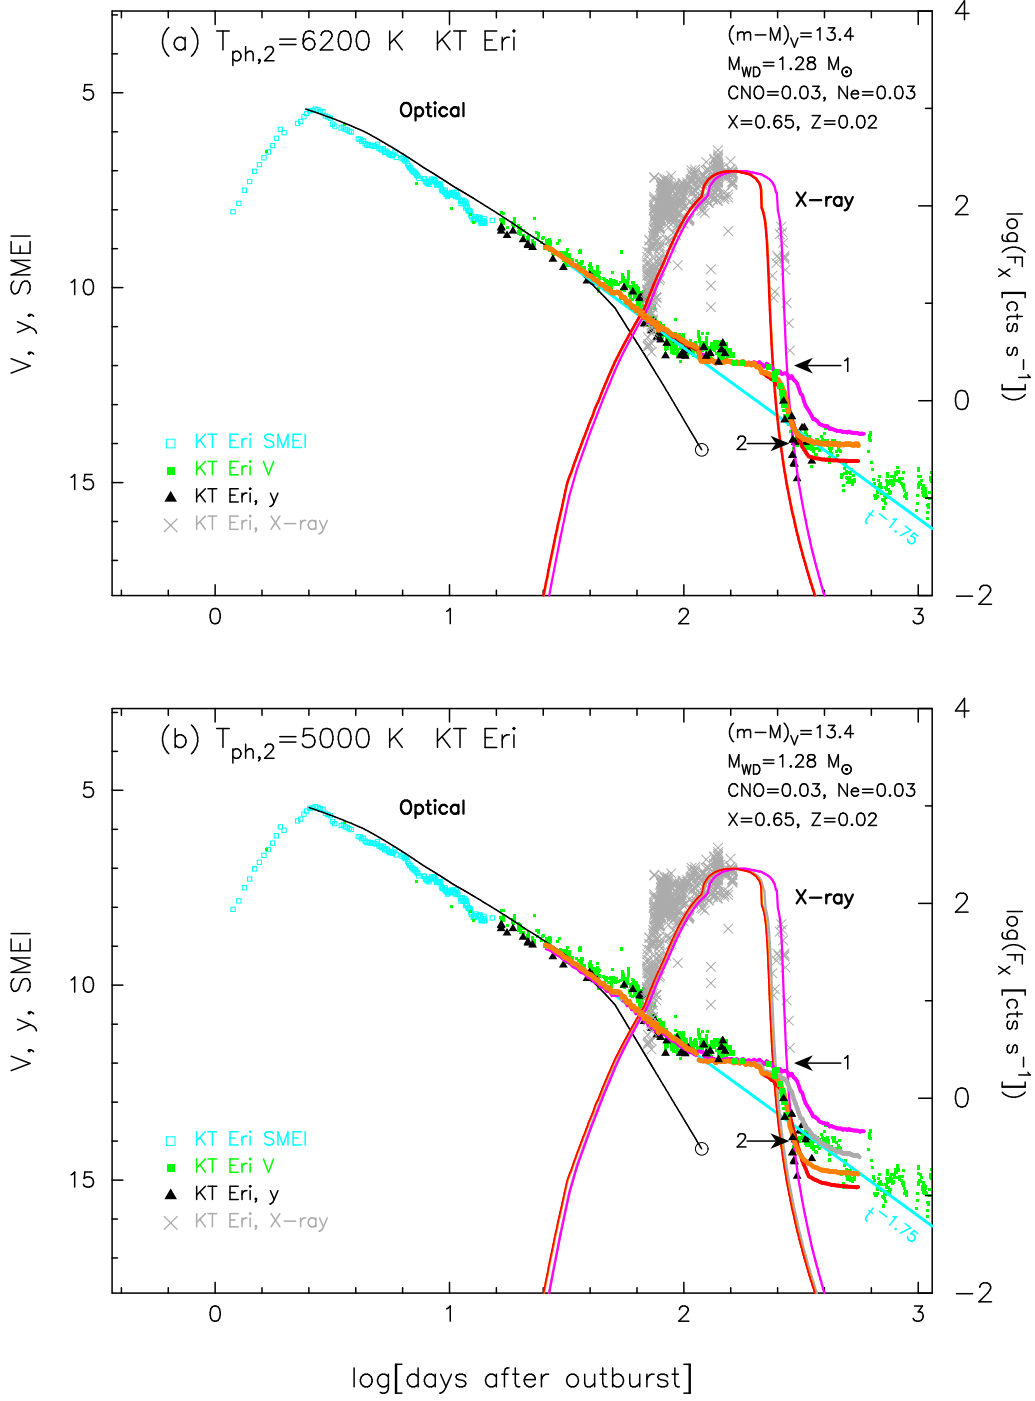 (a) T_ph,2=6200 K KT Eri
(m−M)_V=13.4
M_WD=1.28 M_⊙
CNO=0.03, Ne=0.03
X=0.65, Z=0.02
Optical
X−ray
1
2
KT Eri SMEI
KT Eri V
KT Eri, y
KT Eri, X−ray
t^−1.75
V, y, SMEI
5
10
15
log(F_X [cts s^−1])
4
2
0
−2
0 1 2 3
(b) T_ph,2=5000 K KT Eri
(m−M)_V=13.4
M_WD=1.28 M_⊙
CNO=0.03, Ne=0.03
X=0.65, Z=0.02
Optical
X−ray
1
2
KT Eri SMEI
KT Eri V
KT Eri, y
KT Eri, X−ray
t^−1.75
V, y, SMEI
5
10
15
log(F_X [cts s^−1])
4
2
0
−2
0 1 2 3
log[days after outburst]